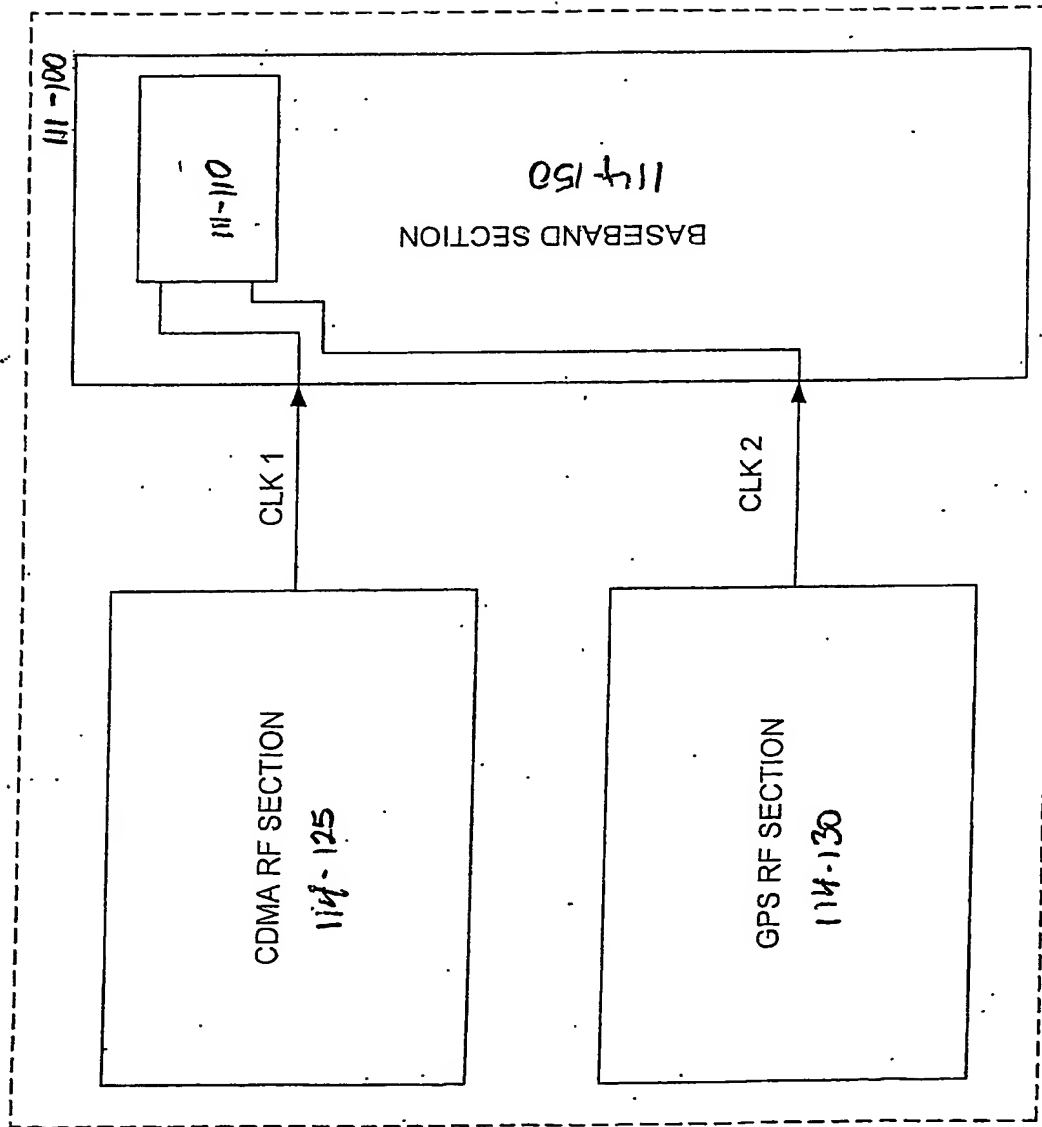 111-100
111-110
114-150
BASEBAND SECTION
CLK 1
CLK 2
CDMA RF SECTION
114-125
GPS RF SECTION
114-130